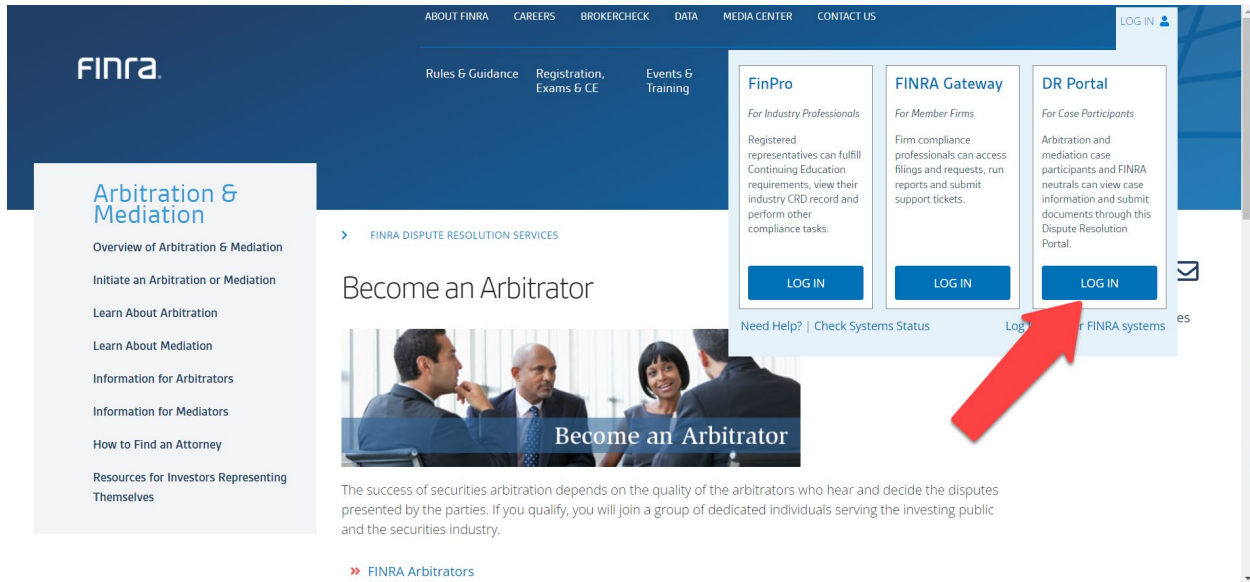 ABOUT FINRA CAREERS BROKERCHECK DATA MEDIA CENTER CONTACT US
LOG IN
FINRA
Rules & Guidance
Registration,
Exams & CE
Events &
Training
FinPro
For Industry Professionals
Registered
representatives can fulfill
Continuing Education
requirements, view their
industry CRD record and
perform other
compliance tasks.
LOG IN
FINRA Gateway
For Member Firms
Firm compliance
professionals can access
filings and requests, run
reports and submit
support tickets.
LOG IN
DR Portal
For Case Participants
Arbitration and
mediation case
participants and FINRA
neutrals can view case
information and submit
documents through this
Dispute Resolution
Portal.
LOG IN
Need Help? | Check Systems Status
Log FINRA systems
Arbitration &
Mediation
Overview of Arbitration & Mediation
Initiate an Arbitration or Mediation
Learn About Arbitration
Learn About Mediation
Information for Arbitrators
Information for Mediators
How to Find an Attorney
Resources for Investors Representing
Themselves
FINRA DISPUTE RESOLUTION SERVICES
Become an Arbitrator
Become an Arbitrator
The success of securities arbitration depends on the quality of the arbitrators who hear and decide the disputes
presented by the parties. If you qualify, you will join a group of dedicated individuals serving the investing public
and the securities industry.
FINRA Arbitrators